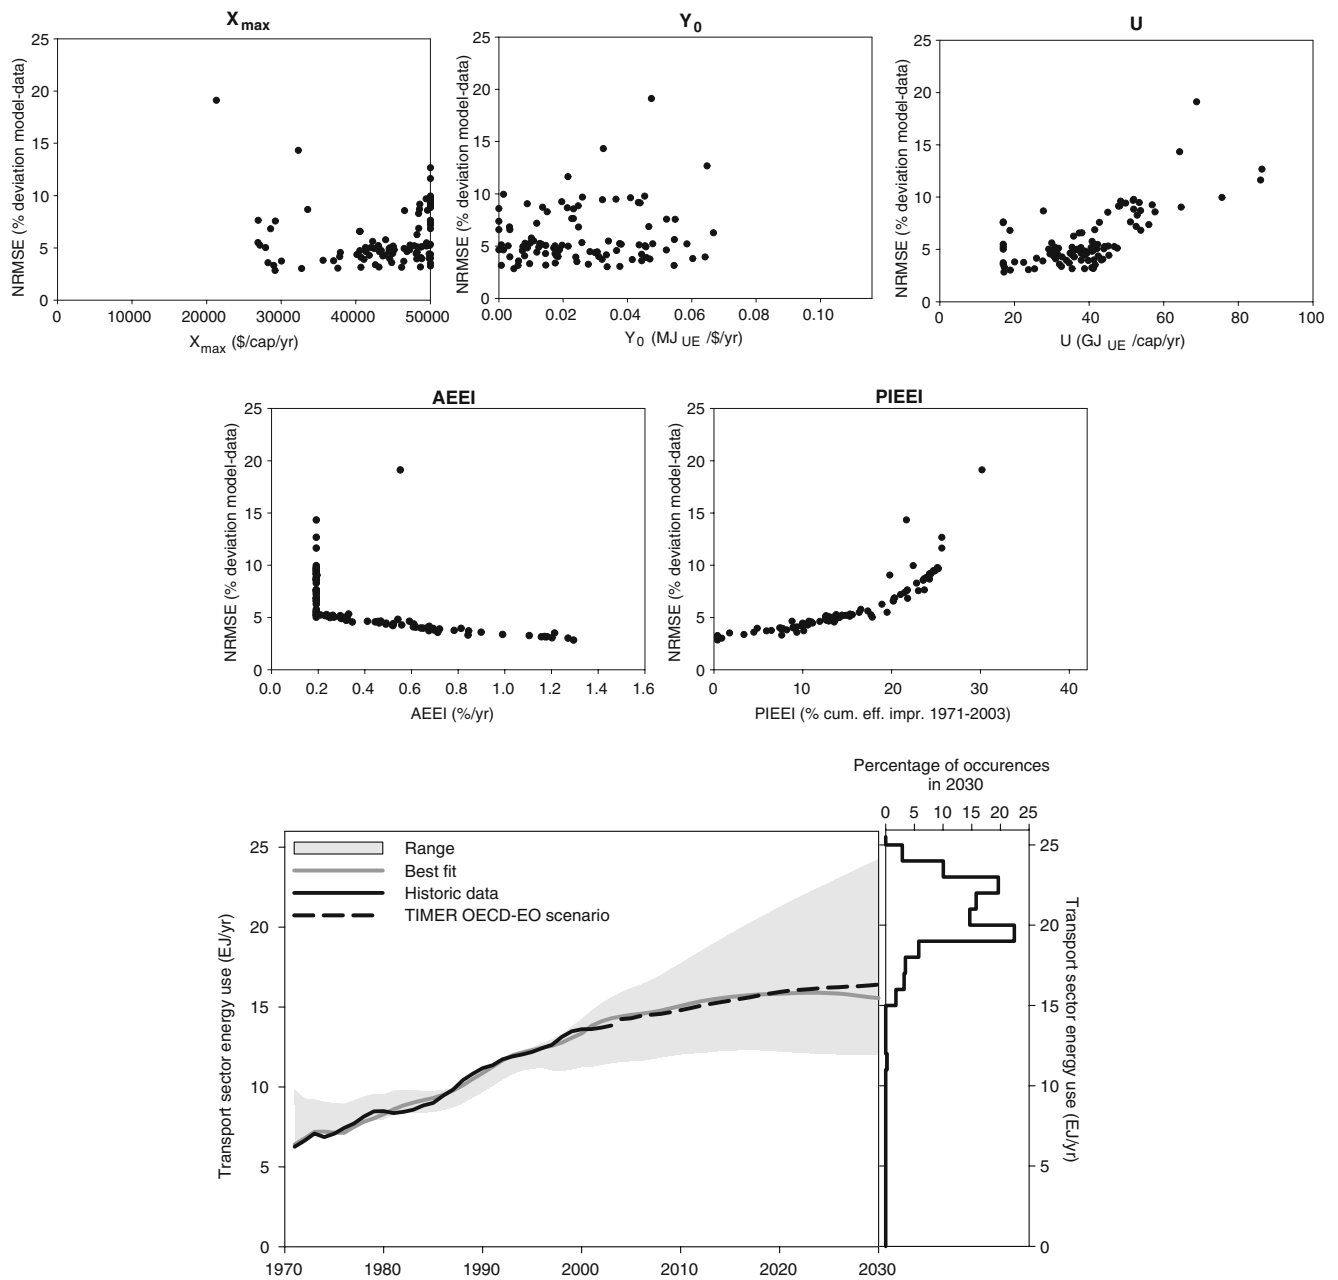 X max
NRMSE (% deviation model-data)
25
20
15
10
5
0
0 10000 20000 30000 40000 50000
X max ($/cap/yr)
Y 0
NRMSE (% deviation model-data)
25
20
15
10
5
0
0.00 0.02 0.04 0.06 0.08 0.10
Y 0 (MJ UE /$/yr)
U
NRMSE (% deviation model-data)
25
20
15
10
5
0
0 20 40 60 80 100
U (GJ UE /cap/yr)
AEEI
NRMSE (% deviation model-data)
25
20
15
10
5
0
0.0 0.2 0.4 0.6 0.8 1.0 1.2 1.4 1.6
AEEI (%/yr)
PIEEI
NRMSE (% deviation model-data)
25
20
15
10
5
0
0 10 20 30 40
PIEEI (% cum. eff. impr. 1971-2003)
Transport sector energy use (EJ/yr)
25
20
15
10
5
0
Range
Best fit
Historic data
TIMER OECD-EO scenario
1970 1980 1990 2000 2010 2020 2030
Percentage of occurences
in 2030
0 5 10 15 20 25
25
20
15
10
5
0
Transport sector energy use (EJ/yr)